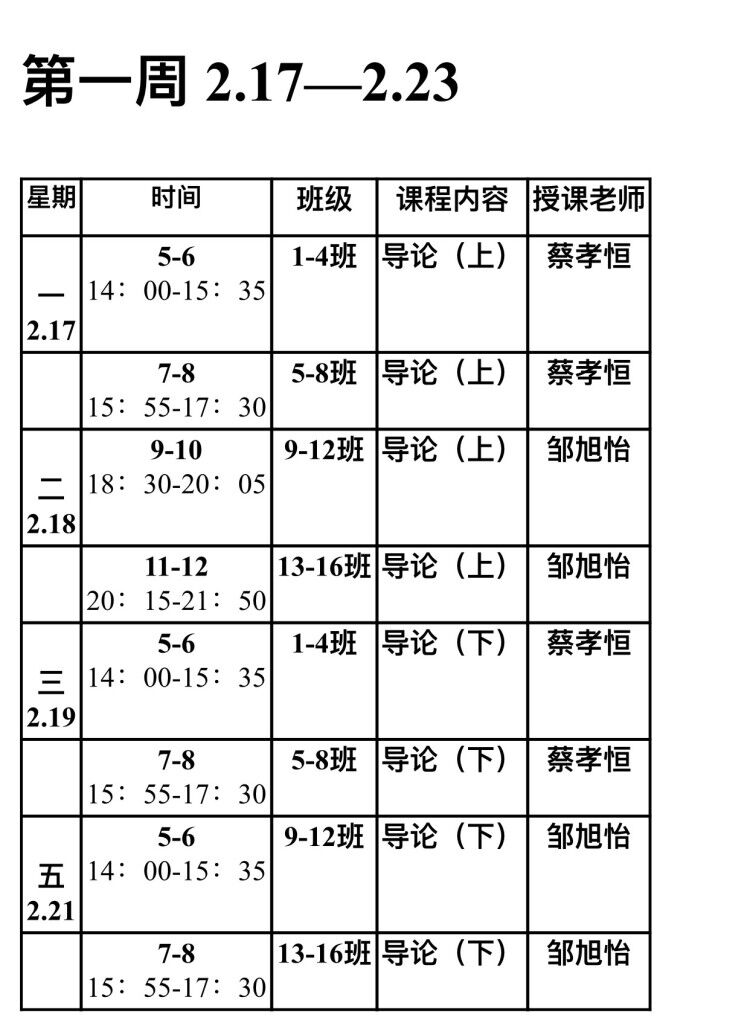 第一周 2.17—2.23
星期 时间 班级 课程内容 授课老师
5-6 1-4班 导论（上） 蔡孝恒
一 14：00-15：35
2.17
7-8 5-8班 导论（上） 蔡孝恒
15：55-17：30
9-10 9-12班 导论（上） 邹旭怡
二 18：30-20：05
2.18
11-12 13-16班 导论（上） 邹旭怡
20：15-21：50
5-6 1-4班 导论（下） 蔡孝恒
三 14：00-15：35
2.19
7-8 5-8班 导论（下） 蔡孝恒
15：55-17：30
5-6 9-12班 导论（下） 邹旭怡
五 14：00-15：35
2.21
7-8 13-16班 导论（下） 邹旭怡
15：55-17：30